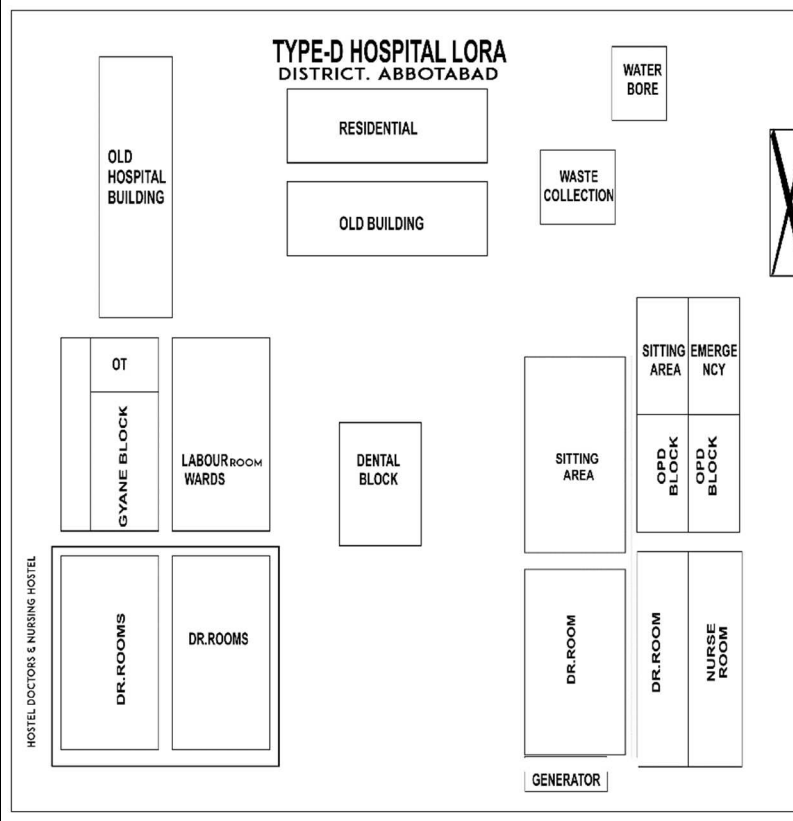 TYPE-D HOSPITAL LORA
DISTRICT. ABBOTABAD
WATER
BORE
RESIDENTIAL
OLD
HOSPITAL
BUILDING
WASTE
COLLECTION
OLD BUILDING
OT
GYANE BLOCK
LABOUR ROOM
WARDS
DENTAL
BLOCK
SITTING
AREA
SITTING
AREA
EMERGE
NCY
OPD
BLOCK
OPD
BLOCK
HOSTEL DOCTORS & NURSING HOSTEL
DR.ROOMS
DR.ROOMS
DR.ROOM
DR.ROOM
NURSE
ROOM
GENERATOR